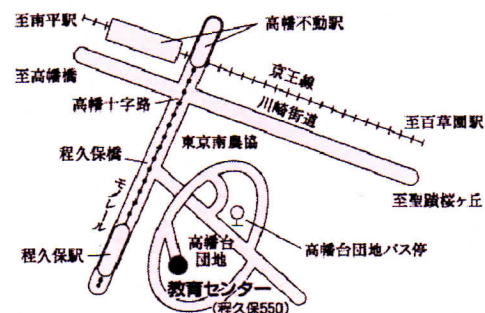 至南平駅
高幡不動駅
至高幡橋
京王線
川崎街道
高幡十字路
至百草園駅
東京南農協
程久保橋
至聖蹟桜ヶ丘
モノレール
高幡台
団地
高幡台団地バス停
程久保駅
教育センター
(程久保550)